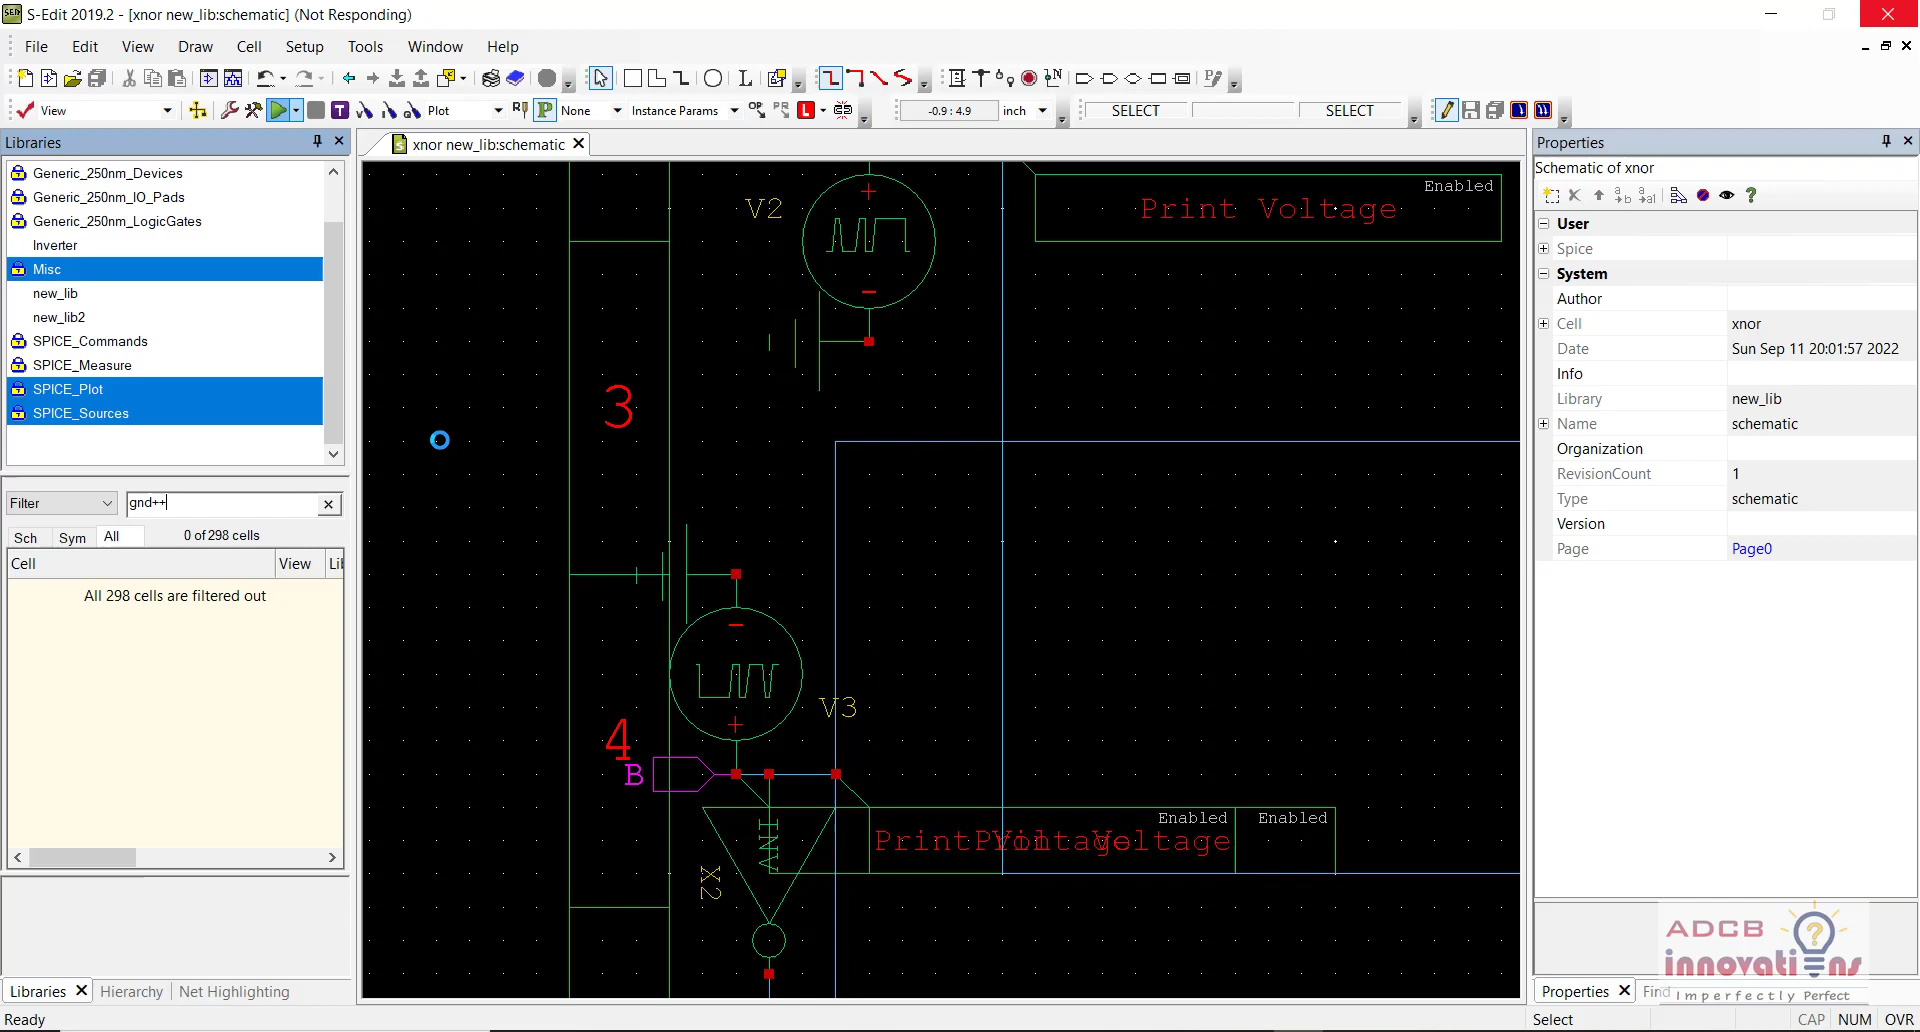 S-Edit 2019.2 - [xnor new_lib:schematic] (Not Responding)
File Edit View Draw Cell Setup Tools Window Help
View Plot None Instance Params -0.9 : 4.9 inch SELECT SELECT
Libraries
Generic_250nm_Devices
Generic_250nm_IO_Pads
Generic_250nm_LogicGates
Inverter
Misc
new_lib
new_lib2
SPICE_Commands
SPICE_Measure
SPICE_Plot
SPICE_Sources
Filter gnd++
Sch Sym All 0 of 298 cells
Cell View Li
All 298 cells are filtered out
Libraries Hierarchy Net Highlighting
Ready
xnor new_lib:schematic
V2
Enabled
Print Voltage
3
V3
4
B
Enabled Enabled
Print Voltage
Print Voltage
INV
X2
Properties
Schematic of xnor
User
Spice
System
Author
Cell xnor
Date Sun Sep 11 20:01:57 2022
Info
Library new_lib
Name schematic
Organization
RevisionCount 1
Type schematic
Version
Page Page0
ADCB
innovations
Imperfectly Perfect
Properties Find
Select CAP NUM OVR